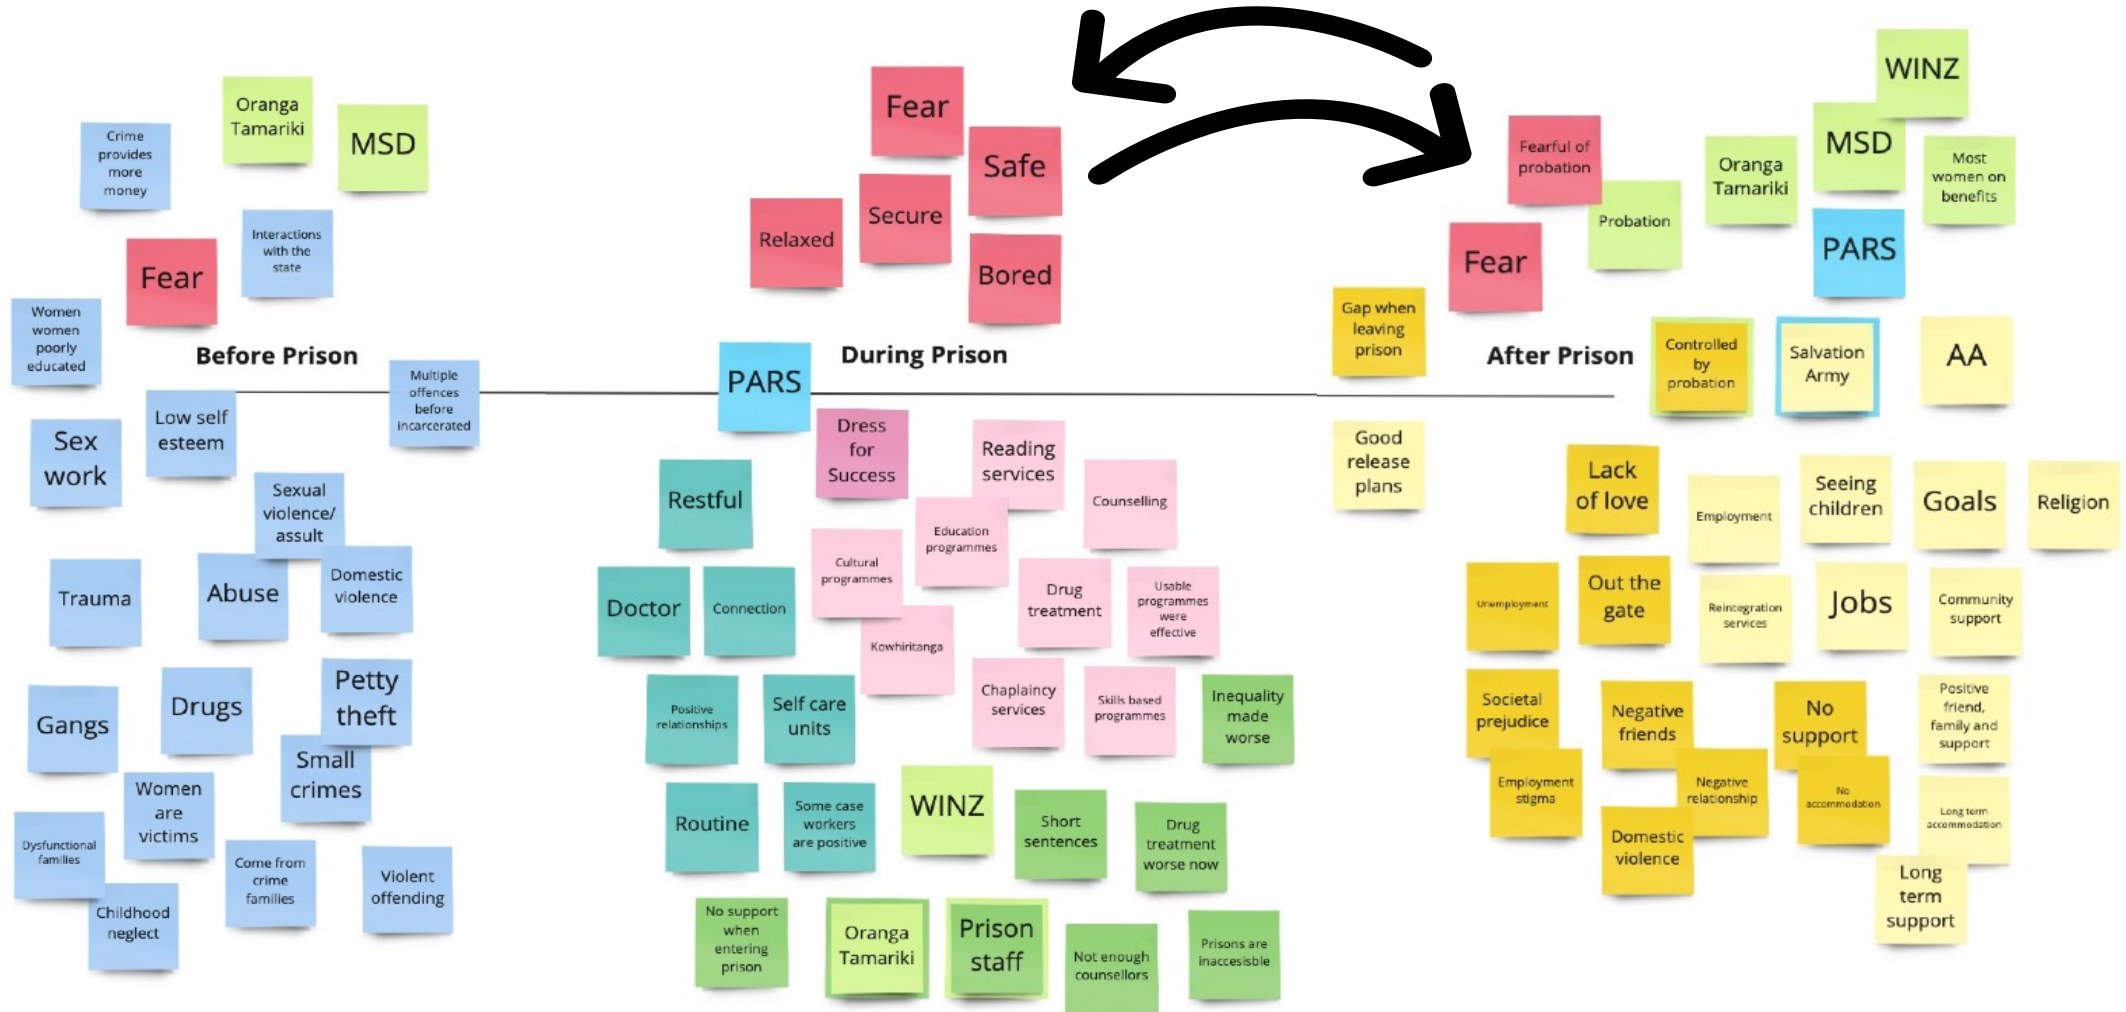 Oranga
Tamariki
MSD
Crime
provides
more
money
Interactions
with the
state
Fear
Women
women
poorly
educated
Before Prison
Multiple
offences
before
incarcerated
Low self
esteem
Sex
work
Sexual
violence/
assult
Trauma
Abuse
Domestic
violence
Gangs
Drugs
Petty
theft
Small
crimes
Women
are
victims
Dysfunctional
families
Childhood
neglect
Come from
crime
families
Violent
offending
Fear
Safe
Secure
Relaxed
Bored
During Prison
PARS
Dress
for
Success
Reading
services
Counselling
Restful
Education
programmes
Cultural
programmes
Doctor
Connection
Drug
treatment
Usable
programmes
were
effective
Kowhiritanga
Positive
relationships
Self care
units
Chaplaincy
services
Skills based
programmes
Inequality
made
worse
Routine
Some case
workers
are positive
WINZ
Short
sentences
Drug
treatment
worse now
No support
when
entering
prison
Oranga
Tamariki
Prison
staff
Not enough
counsellors
Prisons are
inaccesisble
WINZ
MSD
Fearful of
probation
Oranga
Tamariki
Most
women on
benefits
Probation
Fear
PARS
Gap when
leaving
prison
After Prison
Controlled
by
probation
Salvation
Army
AA
Good
release
plans
Lack
of love
Employment
Seeing
children
Goals
Religion
Unemployment
Out the
gate
Reintegration
services
Jobs
Community
support
Societal
prejudice
Negative
friends
No
support
Positive
friend,
family and
support
Employment
stigma
Negative
relationship
No
accommodation
Domestic
violence
Long term
accommodation
Long
term
support